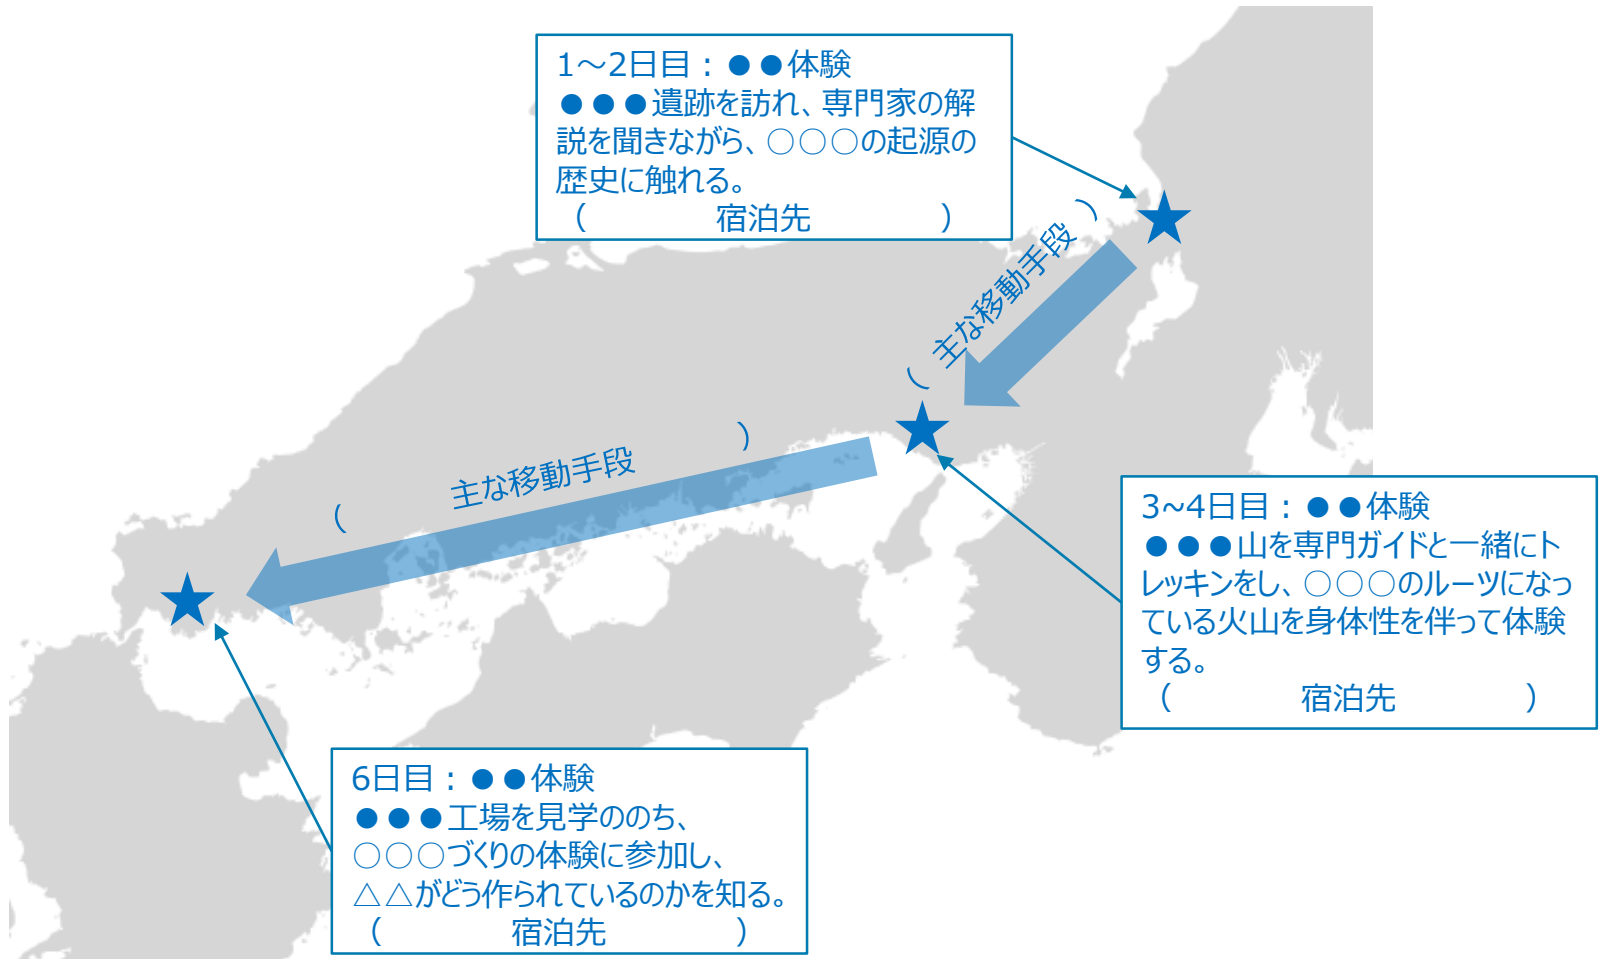 1～2日目：●●体験
●●●遺跡を訪れ、専門家の解
説を聞きながら、○○○の起源の
歴史に触れる。
（　　　　宿泊先　　　　）
（　主な移動手段　）
（　　　主な移動手段　　　）
3~4日目：●●体験
●●●山を専門ガイドと一緒にト
レッキンをし、○○○のルーツになっ
ている火山を身体性を伴って体験
する。
（　　　　宿泊先　　　　）
6日目：●●体験
●●●工場を見学ののち、
○○○づくりの体験に参加し、
△△がどう作られているのかを知る。
（　　　　宿泊先　　　　）